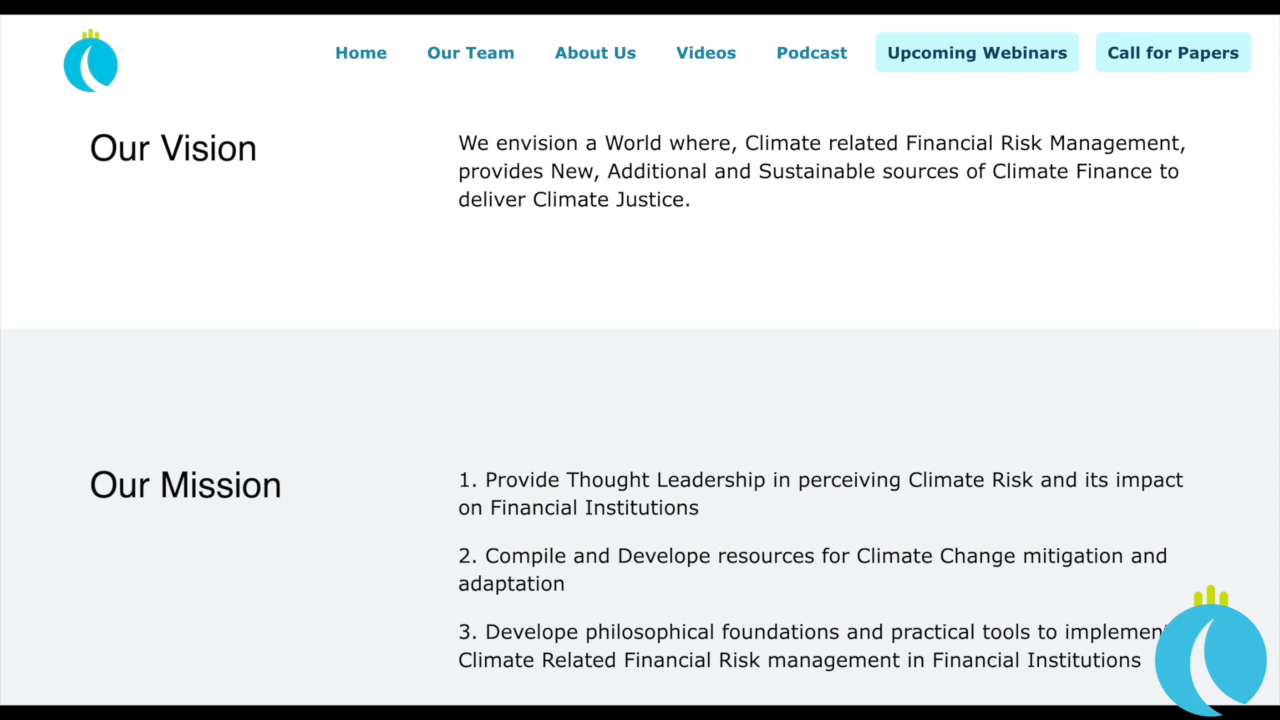 Home Our Team About Us Videos Podcast Upcoming Webinars Call for Papers
Our Vision
We envision a World where, Climate related Financial Risk Management,
provides New, Additional and Sustainable sources of Climate Finance to
deliver Climate Justice.
Our Mission
1. Provide Thought Leadership in perceiving Climate Risk and its impact
on Financial Institutions
2. Compile and Develope resources for Climate Change mitigation and
adaptation
3. Develope philosophical foundations and practical tools to implement
Climate Related Financial Risk management in Financial Institutions